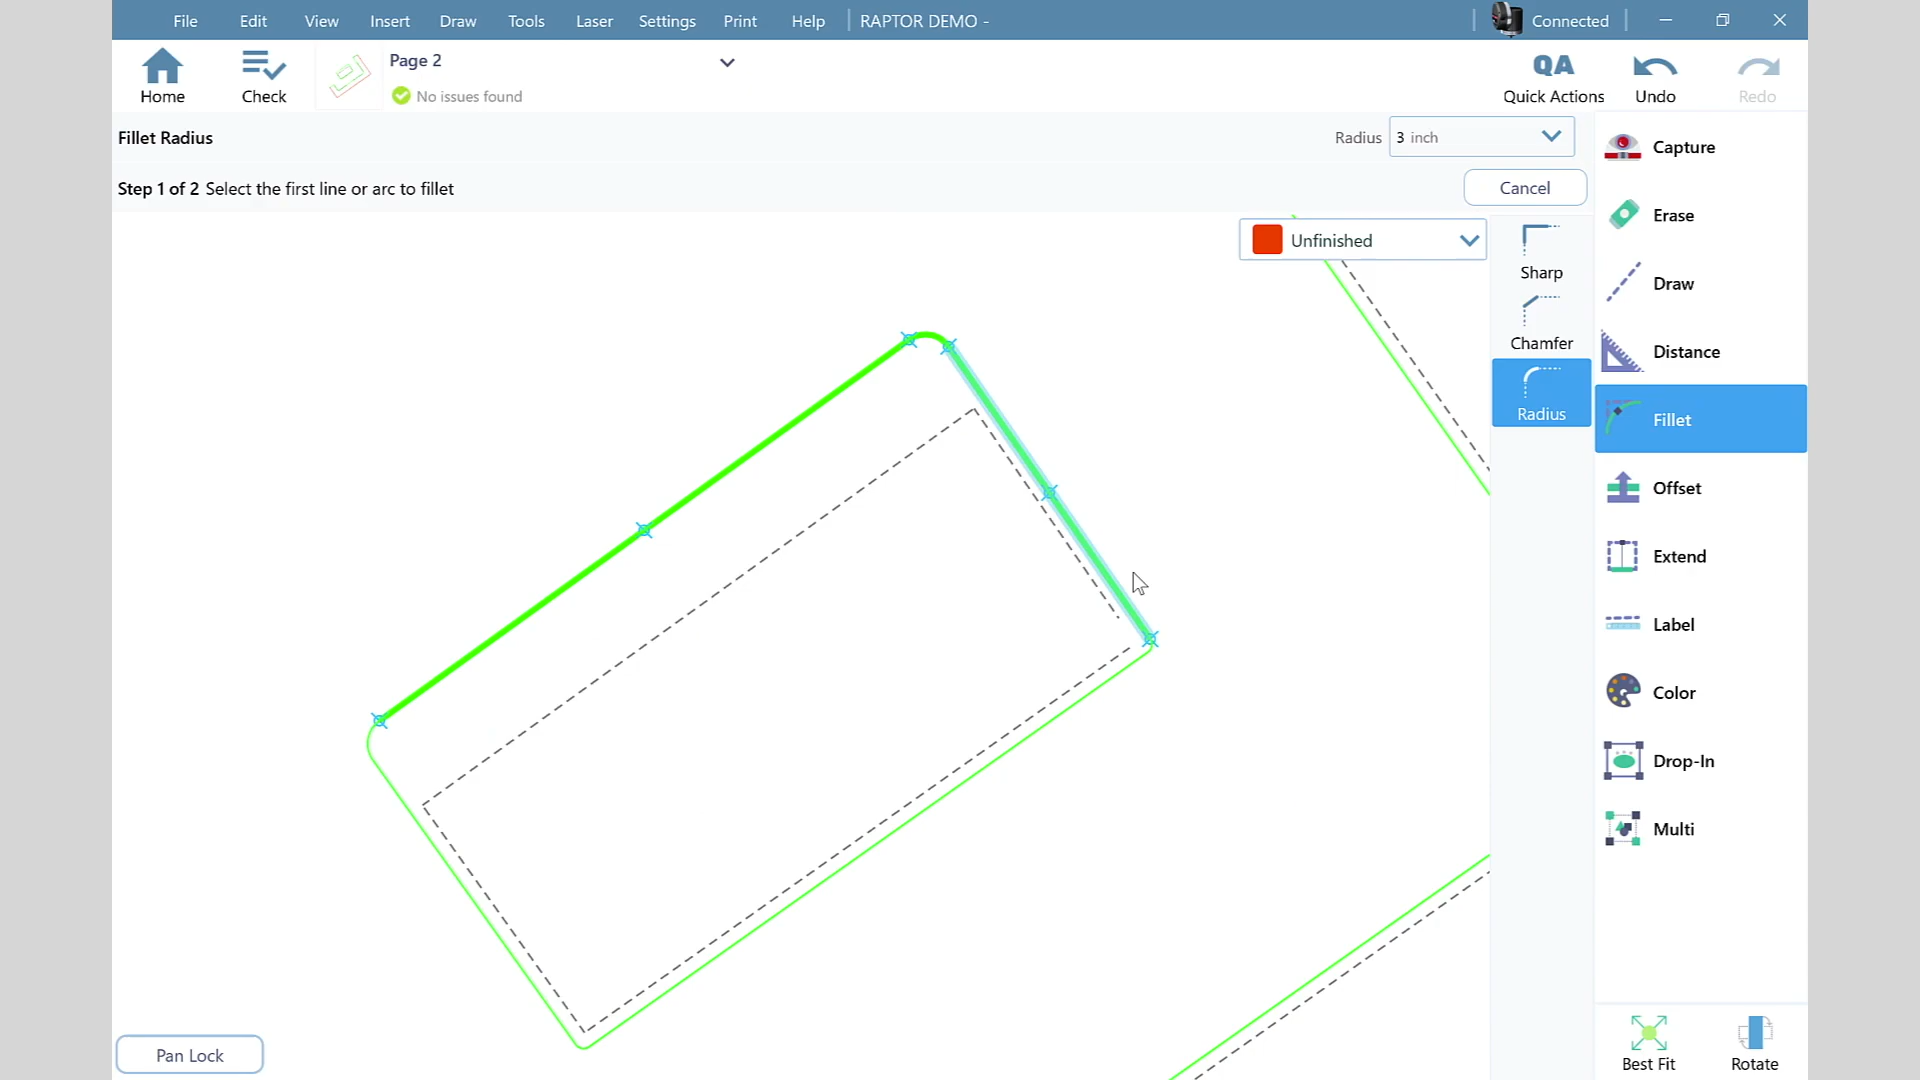 File Edit View Insert Draw Tools Laser Settings Print Help RAPTOR DEMO - Connected
Home
Check
Page 2
No issues found
QA
Quick Actions
Undo
Redo
Fillet Radius
Radius 3 inch
Step 1 of 2 Select the first line or arc to fillet
Cancel
Unfinished
Sharp
Chamfer
Radius
Capture
Erase
Draw
Distance
Fillet
Offset
Extend
Label
Color
Drop-In
Multi
Pan Lock
Best Fit
Rotate